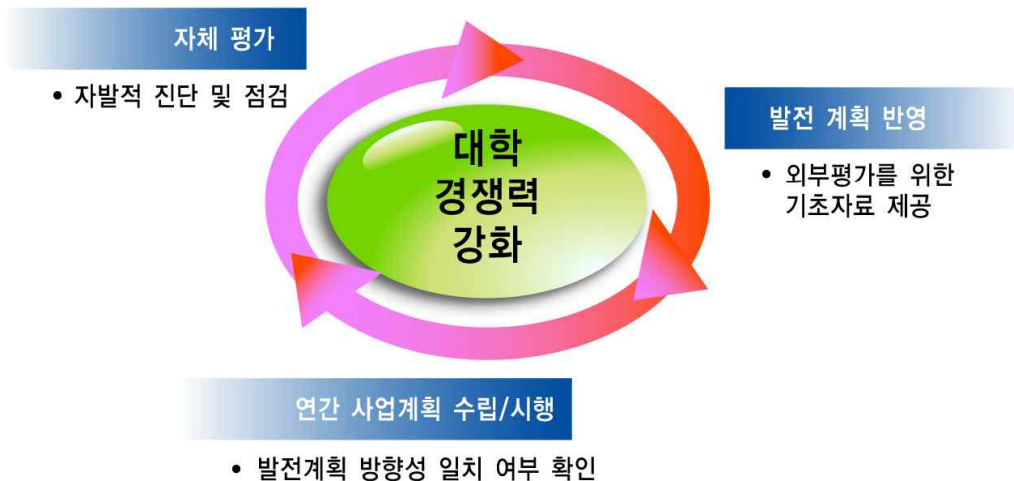 자체 평가
• 자발적 진단 및 점검
대학
경쟁력
강화
발전 계획 반영
• 외부평가를 위한
기초자료 제공
연간 사업계획 수립/시행
• 발전계획 방향성 일치 여부 확인